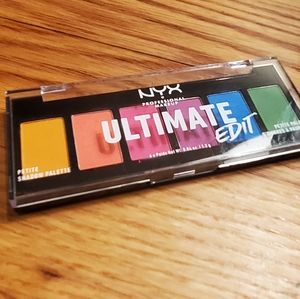 NYX
PROFESSIONAL MAKEUP
ULTIMATE
EDIT
PETITE
SHADOW PALETTE